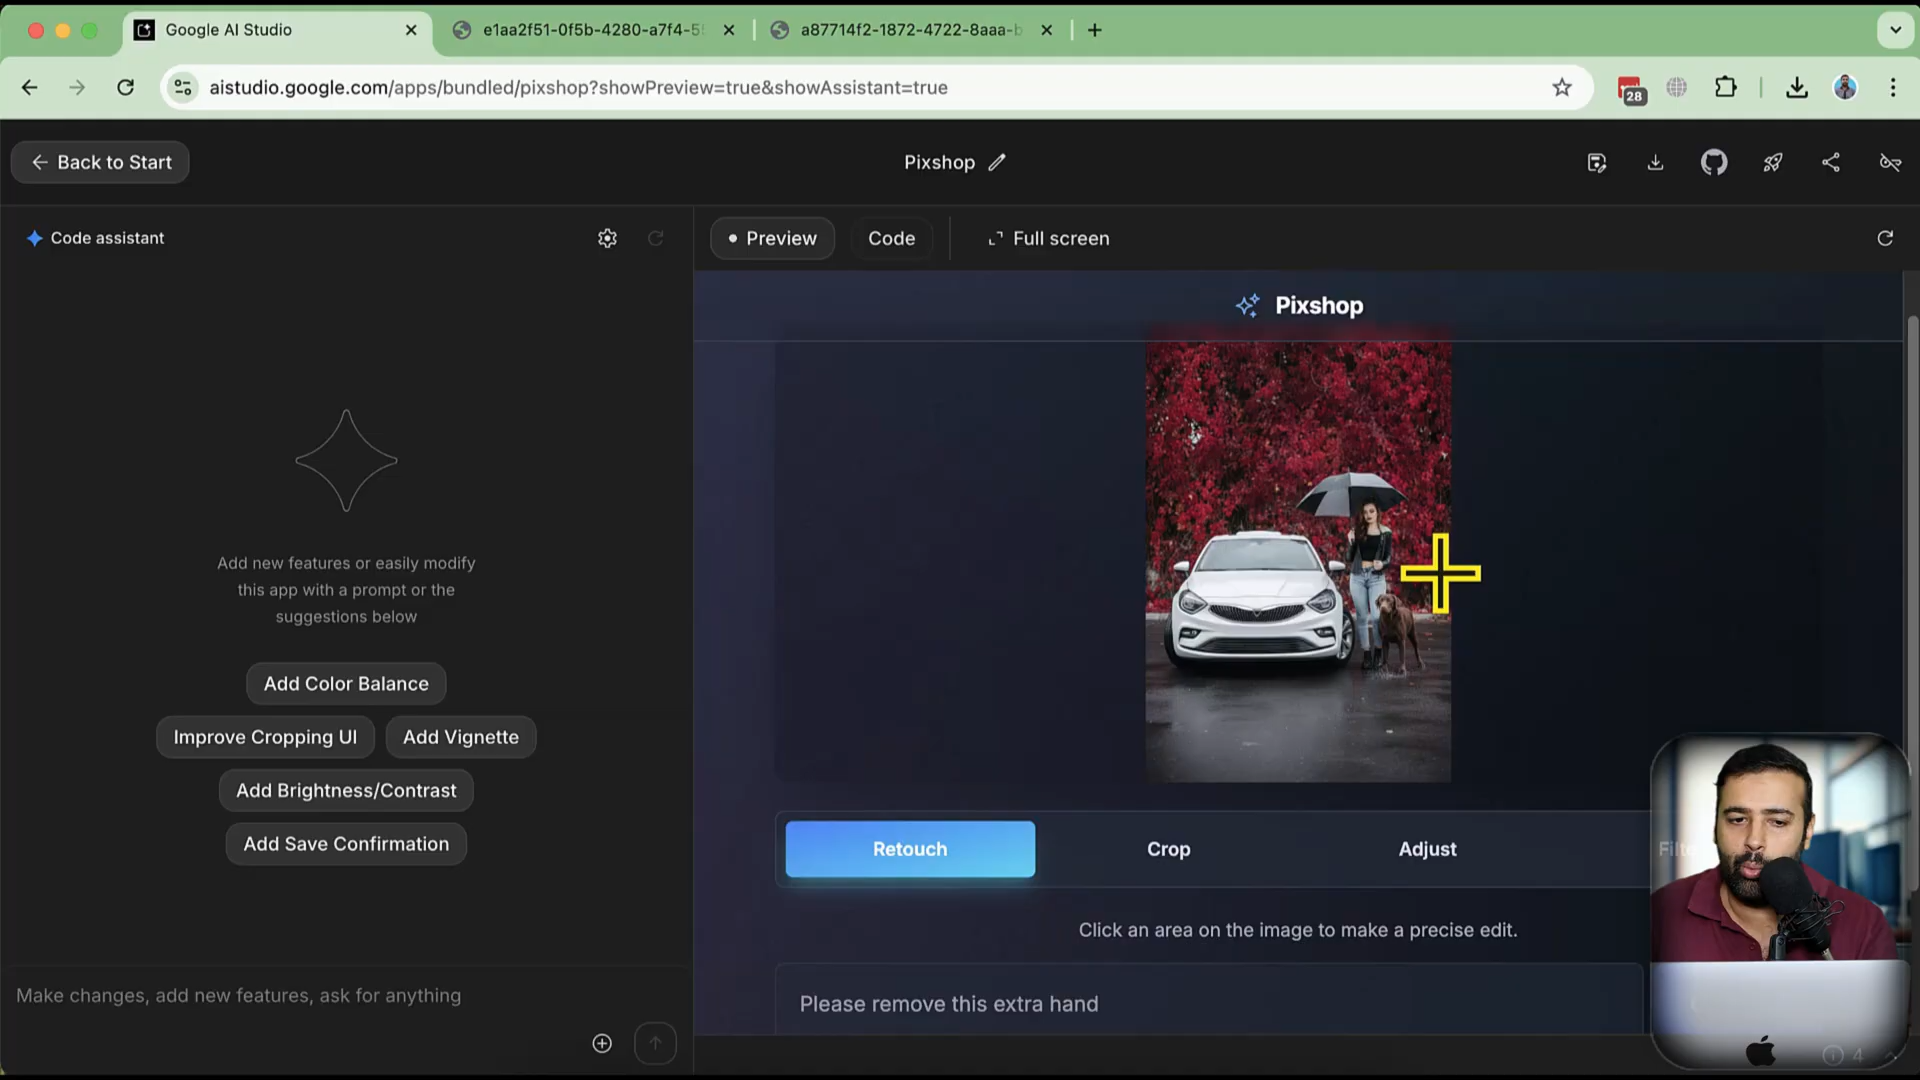 Google AI Studio
e1aa2f51-0f5b-4280-a7f4-5
a87714f2-1872-4722-8aaa-b
aistudio.google.com/apps/bundled/pixshop?showPreview=true&showAssistant=true
28
Back to Start
Pixshop
Code assistant
Preview
Code
Full screen
Pixshop
Add new features or easily modify
this app with a prompt or the
suggestions below
Add Color Balance
Improve Cropping UI
Add Vignette
Add Brightness/Contrast
Add Save Confirmation
Retouch
Crop
Adjust
Click an area on the image to make a precise edit.
Please remove this extra hand
Make changes, add new features, ask for anything
4